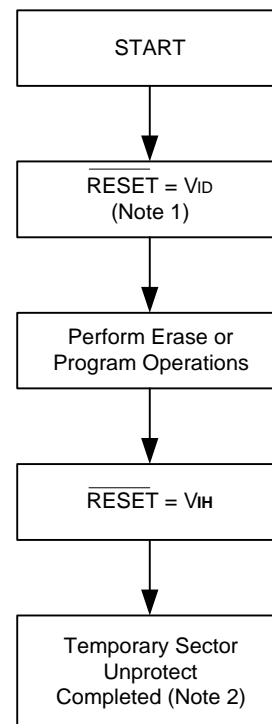 START
RESET = VID
(Note 1)
Perform Erase or
Program Operations
RESET = VIH
Temporary Sector
Unprotect
Completed (Note 2)